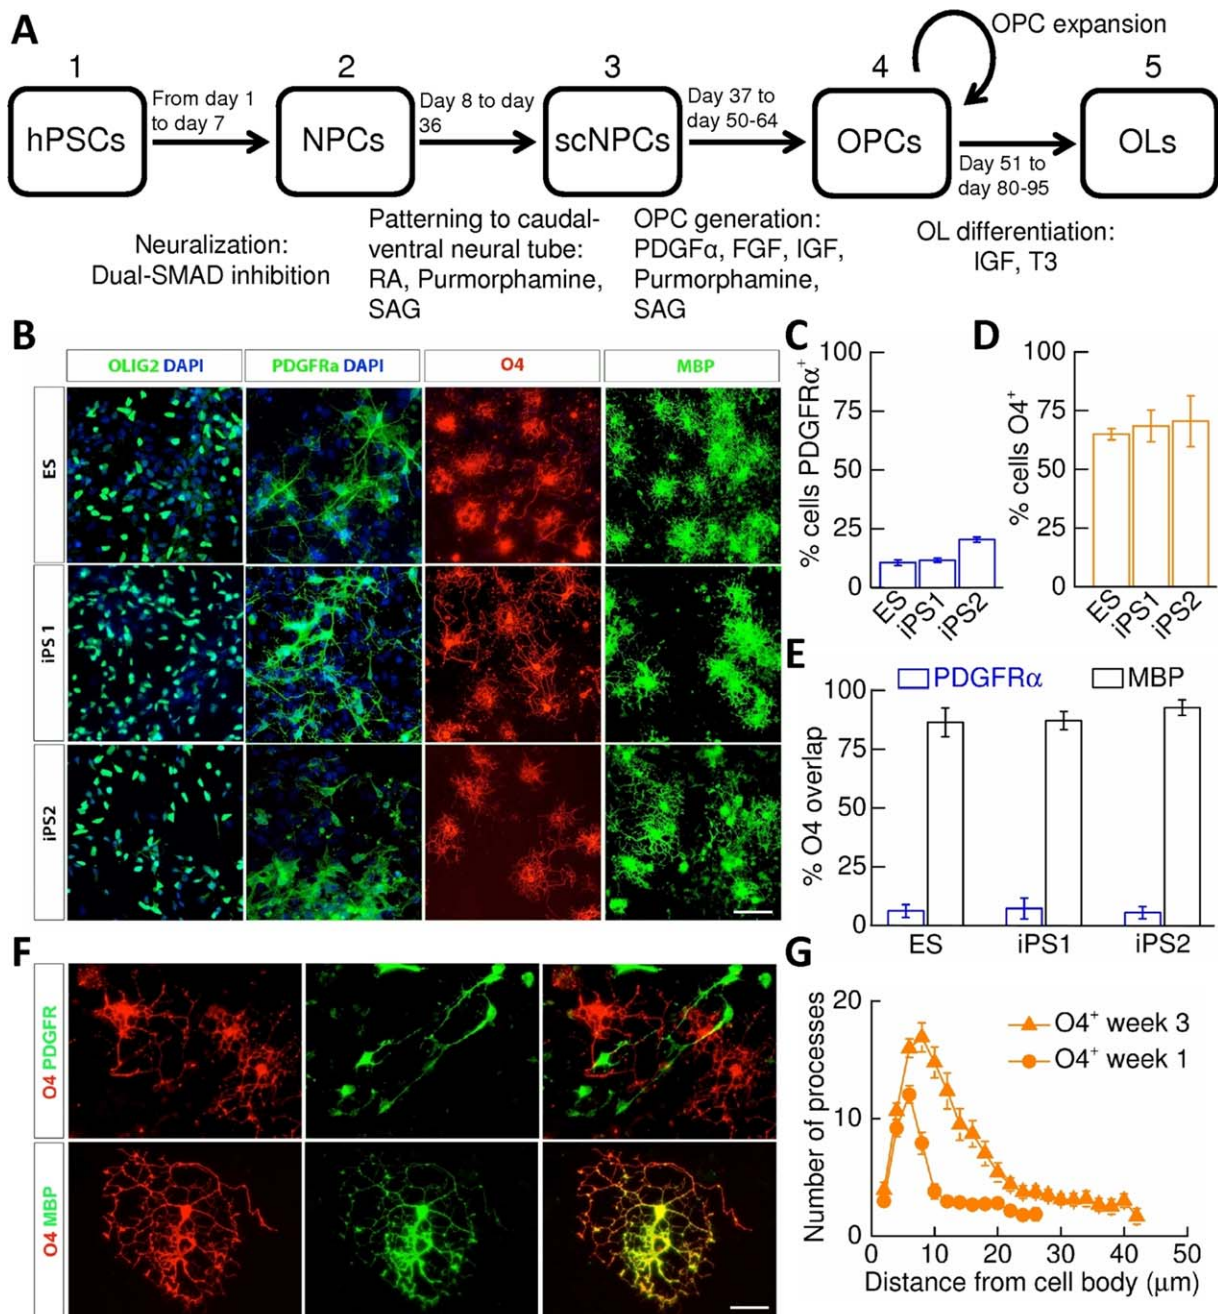 A
OPC expansion
1
2
3
4
5
hPSCs
From day 1
to day 7
NPCs
Day 8 to day
36
scNPCs
Day 37 to
day 50-64
OPCs
Day 51 to
day 80-95
OLs
Neuralization:
Dual-SMAD inhibition
Patterning to caudal-
ventral neural tube:
RA, Purmorphamine,
SAG
OPC generation:
PDGFα, FGF, IGF,
Purmorphamine,
SAG
OL differentiation:
IGF, T3
B
OLIG2 DAPI
PDGFRa DAPI
O4
MBP
ES
iPS 1
iPS2
C
% cells PDGFRα+
100
75
50
25
0
ES
iPS1
iPS2
D
% cells O4+
100
75
50
25
0
ES
iPS1
iPS2
E
PDGFRα
MBP
% O4 overlap
100
75
50
25
0
ES
iPS1
iPS2
F
O4 PDGFR
O4 MBP
G
Number of processes
20
10
0
O4+ week 3
O4+ week 1
0
10
20
30
40
50
Distance from cell body (μm)